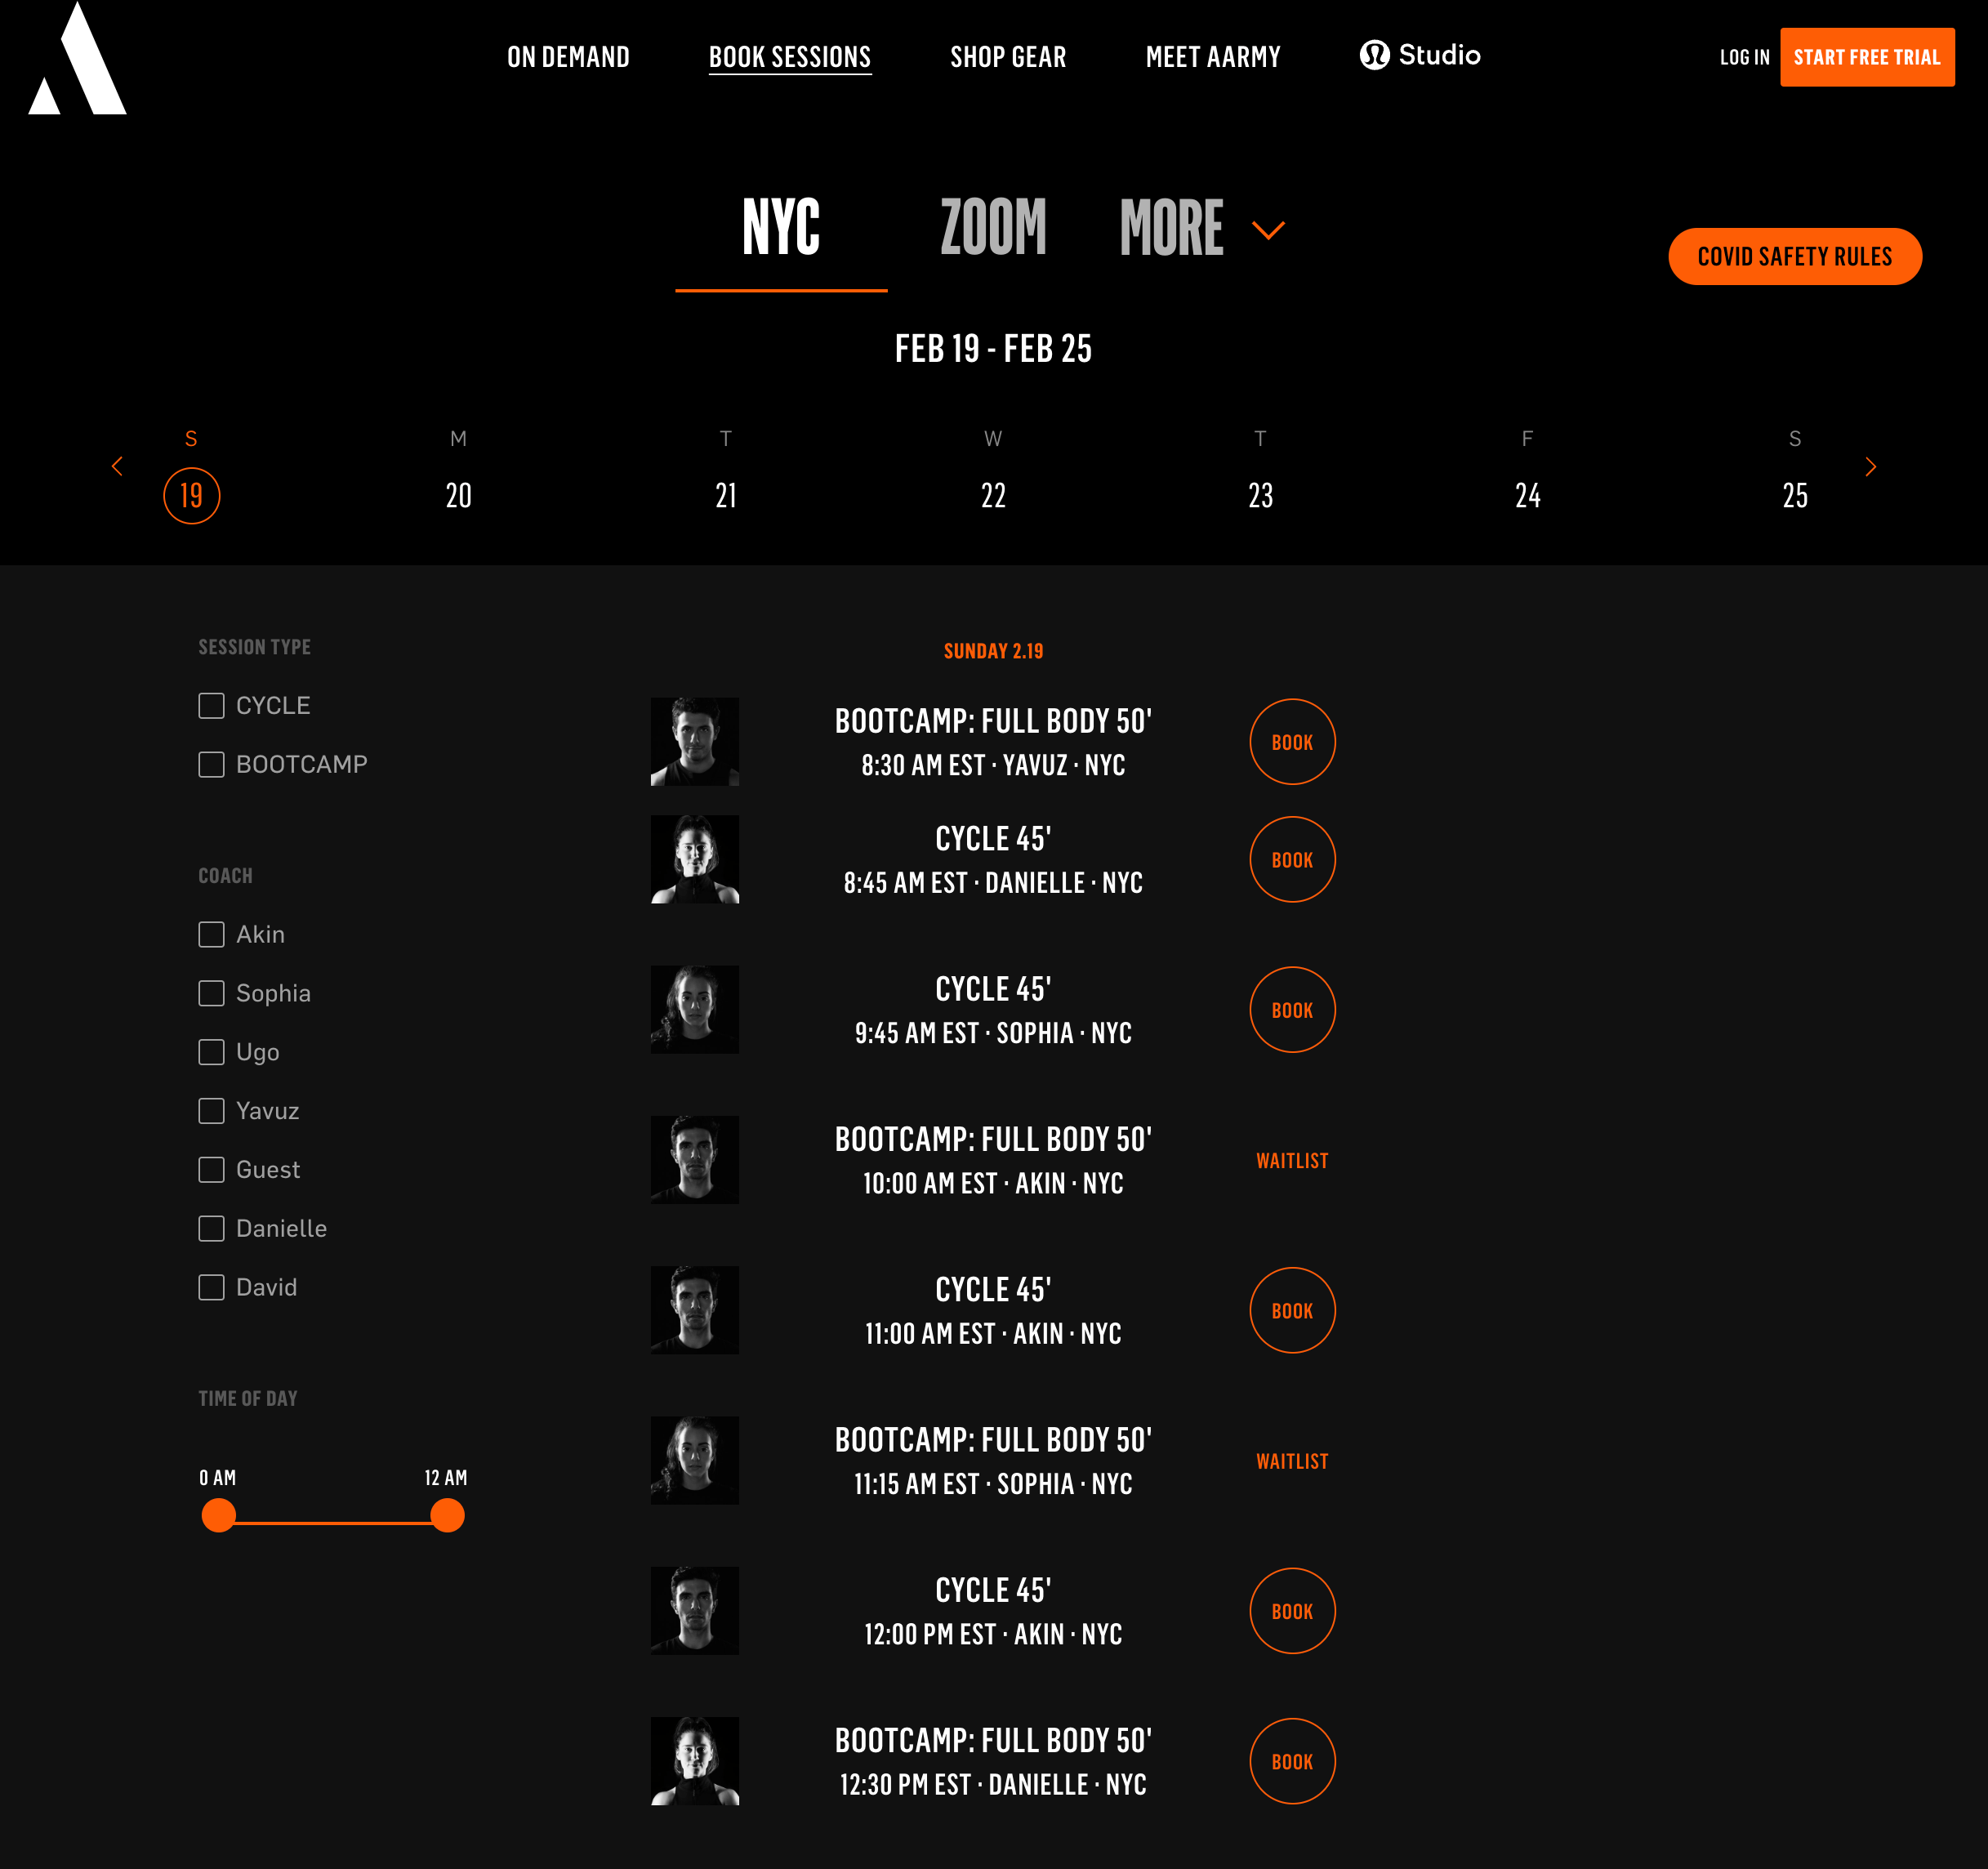 ON DEMAND BOOK SESSIONS SHOP GEAR MEET AARMY Studio LOG IN START FREE TRIAL
NYC ZOOM MORE
COVID SAFETY RULES
FEB 19 - FEB 25
S M T W T F S
19 20 21 22 23 24 25
SESSION TYPE
CYCLE
BOOTCAMP
COACH
Akin
Sophia
Ugo
Yavuz
Guest
Danielle
David
TIME OF DAY
0 AM 12 AM
SUNDAY 2.19
BOOTCAMP: FULL BODY 50'
8:30 AM EST · YAVUZ · NYC
BOOK
CYCLE 45'
8:45 AM EST · DANIELLE · NYC
BOOK
CYCLE 45'
9:45 AM EST · SOPHIA · NYC
BOOK
BOOTCAMP: FULL BODY 50'
10:00 AM EST · AKIN · NYC
WAITLIST
CYCLE 45'
11:00 AM EST · AKIN · NYC
BOOK
BOOTCAMP: FULL BODY 50'
11:15 AM EST · SOPHIA · NYC
WAITLIST
CYCLE 45'
12:00 PM EST · AKIN · NYC
BOOK
BOOTCAMP: FULL BODY 50'
12:30 PM EST · DANIELLE · NYC
BOOK